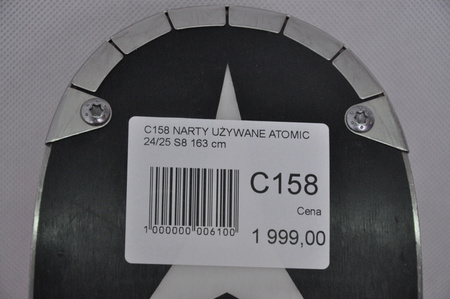 C158 NARTY UŻYWANE ATOMIC
24/25 S8 163 cm
C158
Cena
1 999,00
1 000000 006100